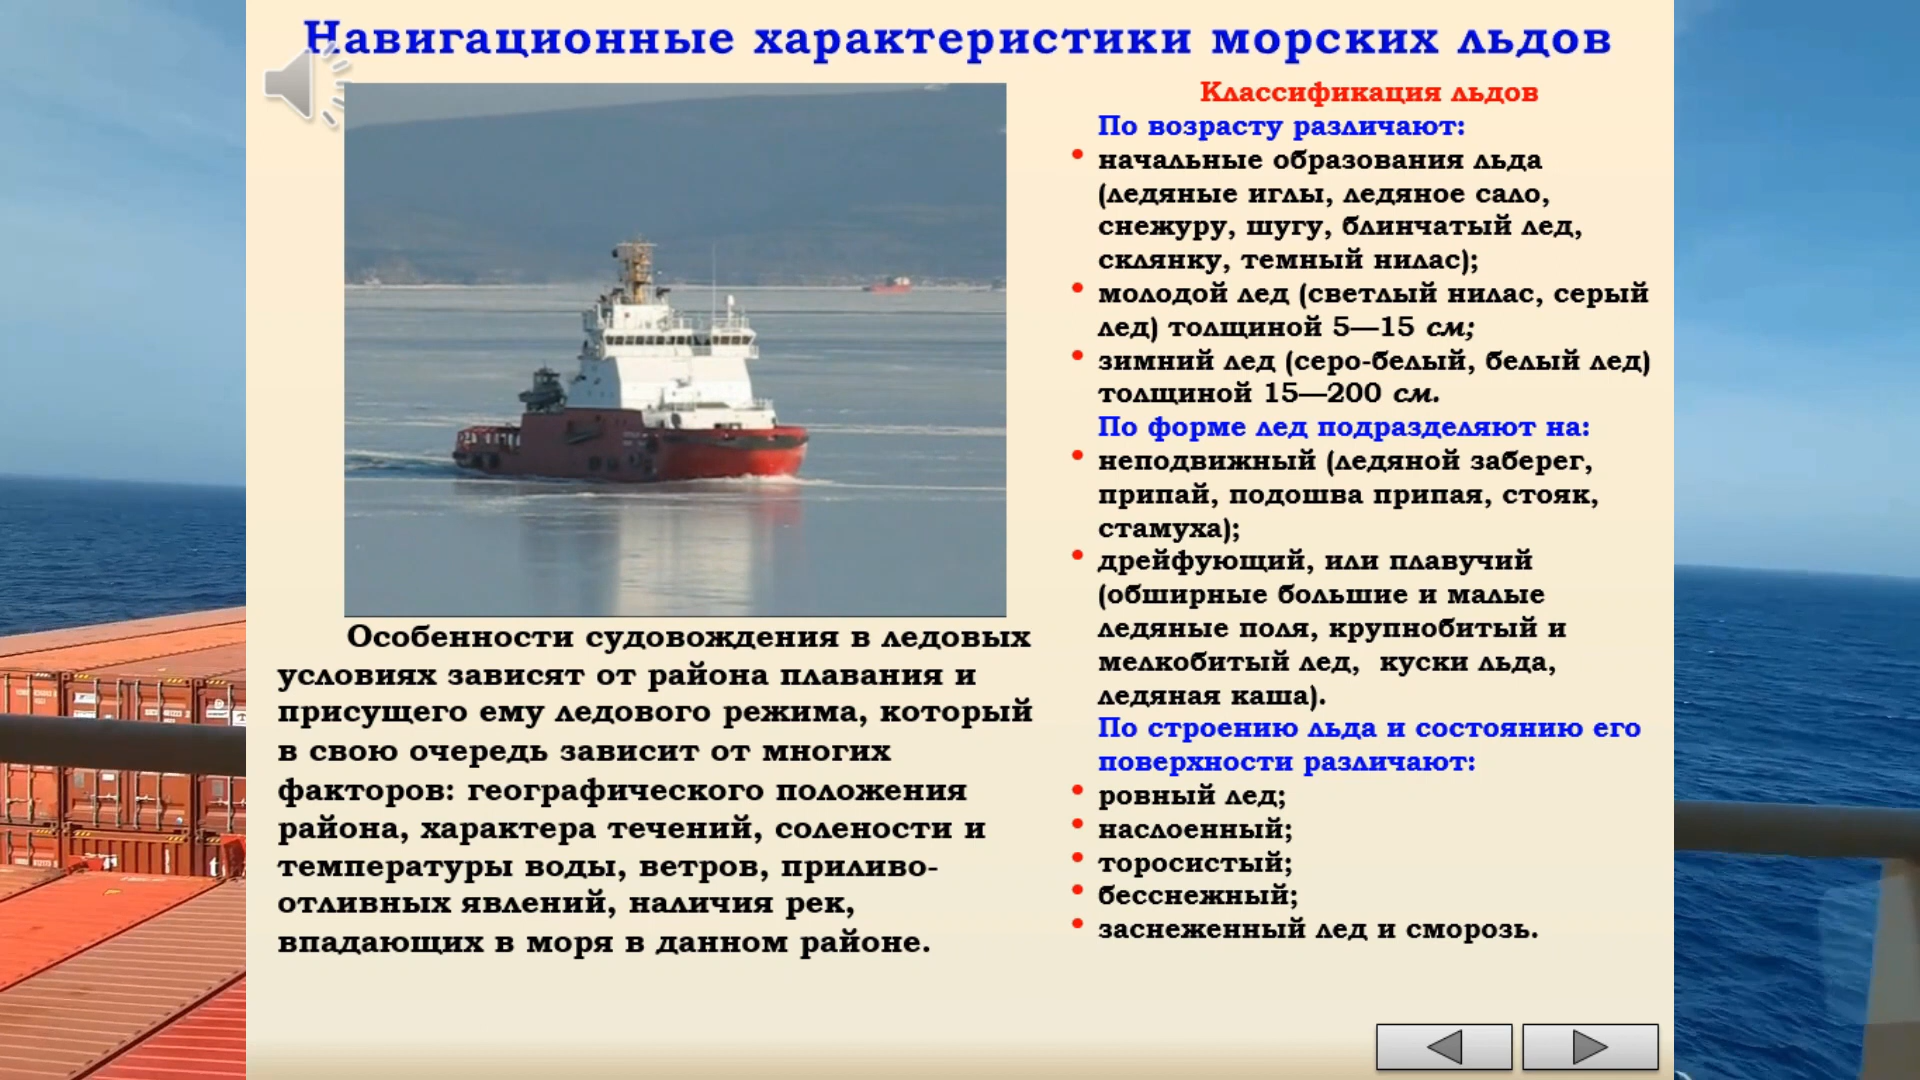 Навигационные характеристики морских льдов
Особенности судовождения в ледовых
условиях зависят от района плавания и
присущего ему ледового режима, который
в свою очередь зависит от многих
факторов: географического положения
района, характера течений, солености и
температуры воды, ветров, приливо-
отливных явлений, наличия рек,
впадающих в моря в данном районе.
Классификация льдов
По возрасту различают:
• начальные образования льда
(ледяные иглы, ледяное сало,
снежуру, шугу, блинчатый лед,
склянку, темный нилас);
• молодой лед (светлый нилас, серый
лед) толщиной 5—15 см;
• зимний лед (серо-белый, белый лед)
толщиной 15—200 см.
По форме лед подразделяют на:
• неподвижный (ледяной заберег,
припай, подошва припая, стояк,
стамуха);
• дрейфующий, или плавучий
(обширные большие и малые
ледяные поля, крупнобитый и
мелкобитый лед, куски льда,
ледяная каша).
По строению льда и состоянию его
поверхности различают:
• ровный лед;
• наслоенный;
• торосистый;
• бесснежный;
• заснеженный лед и сморозь.